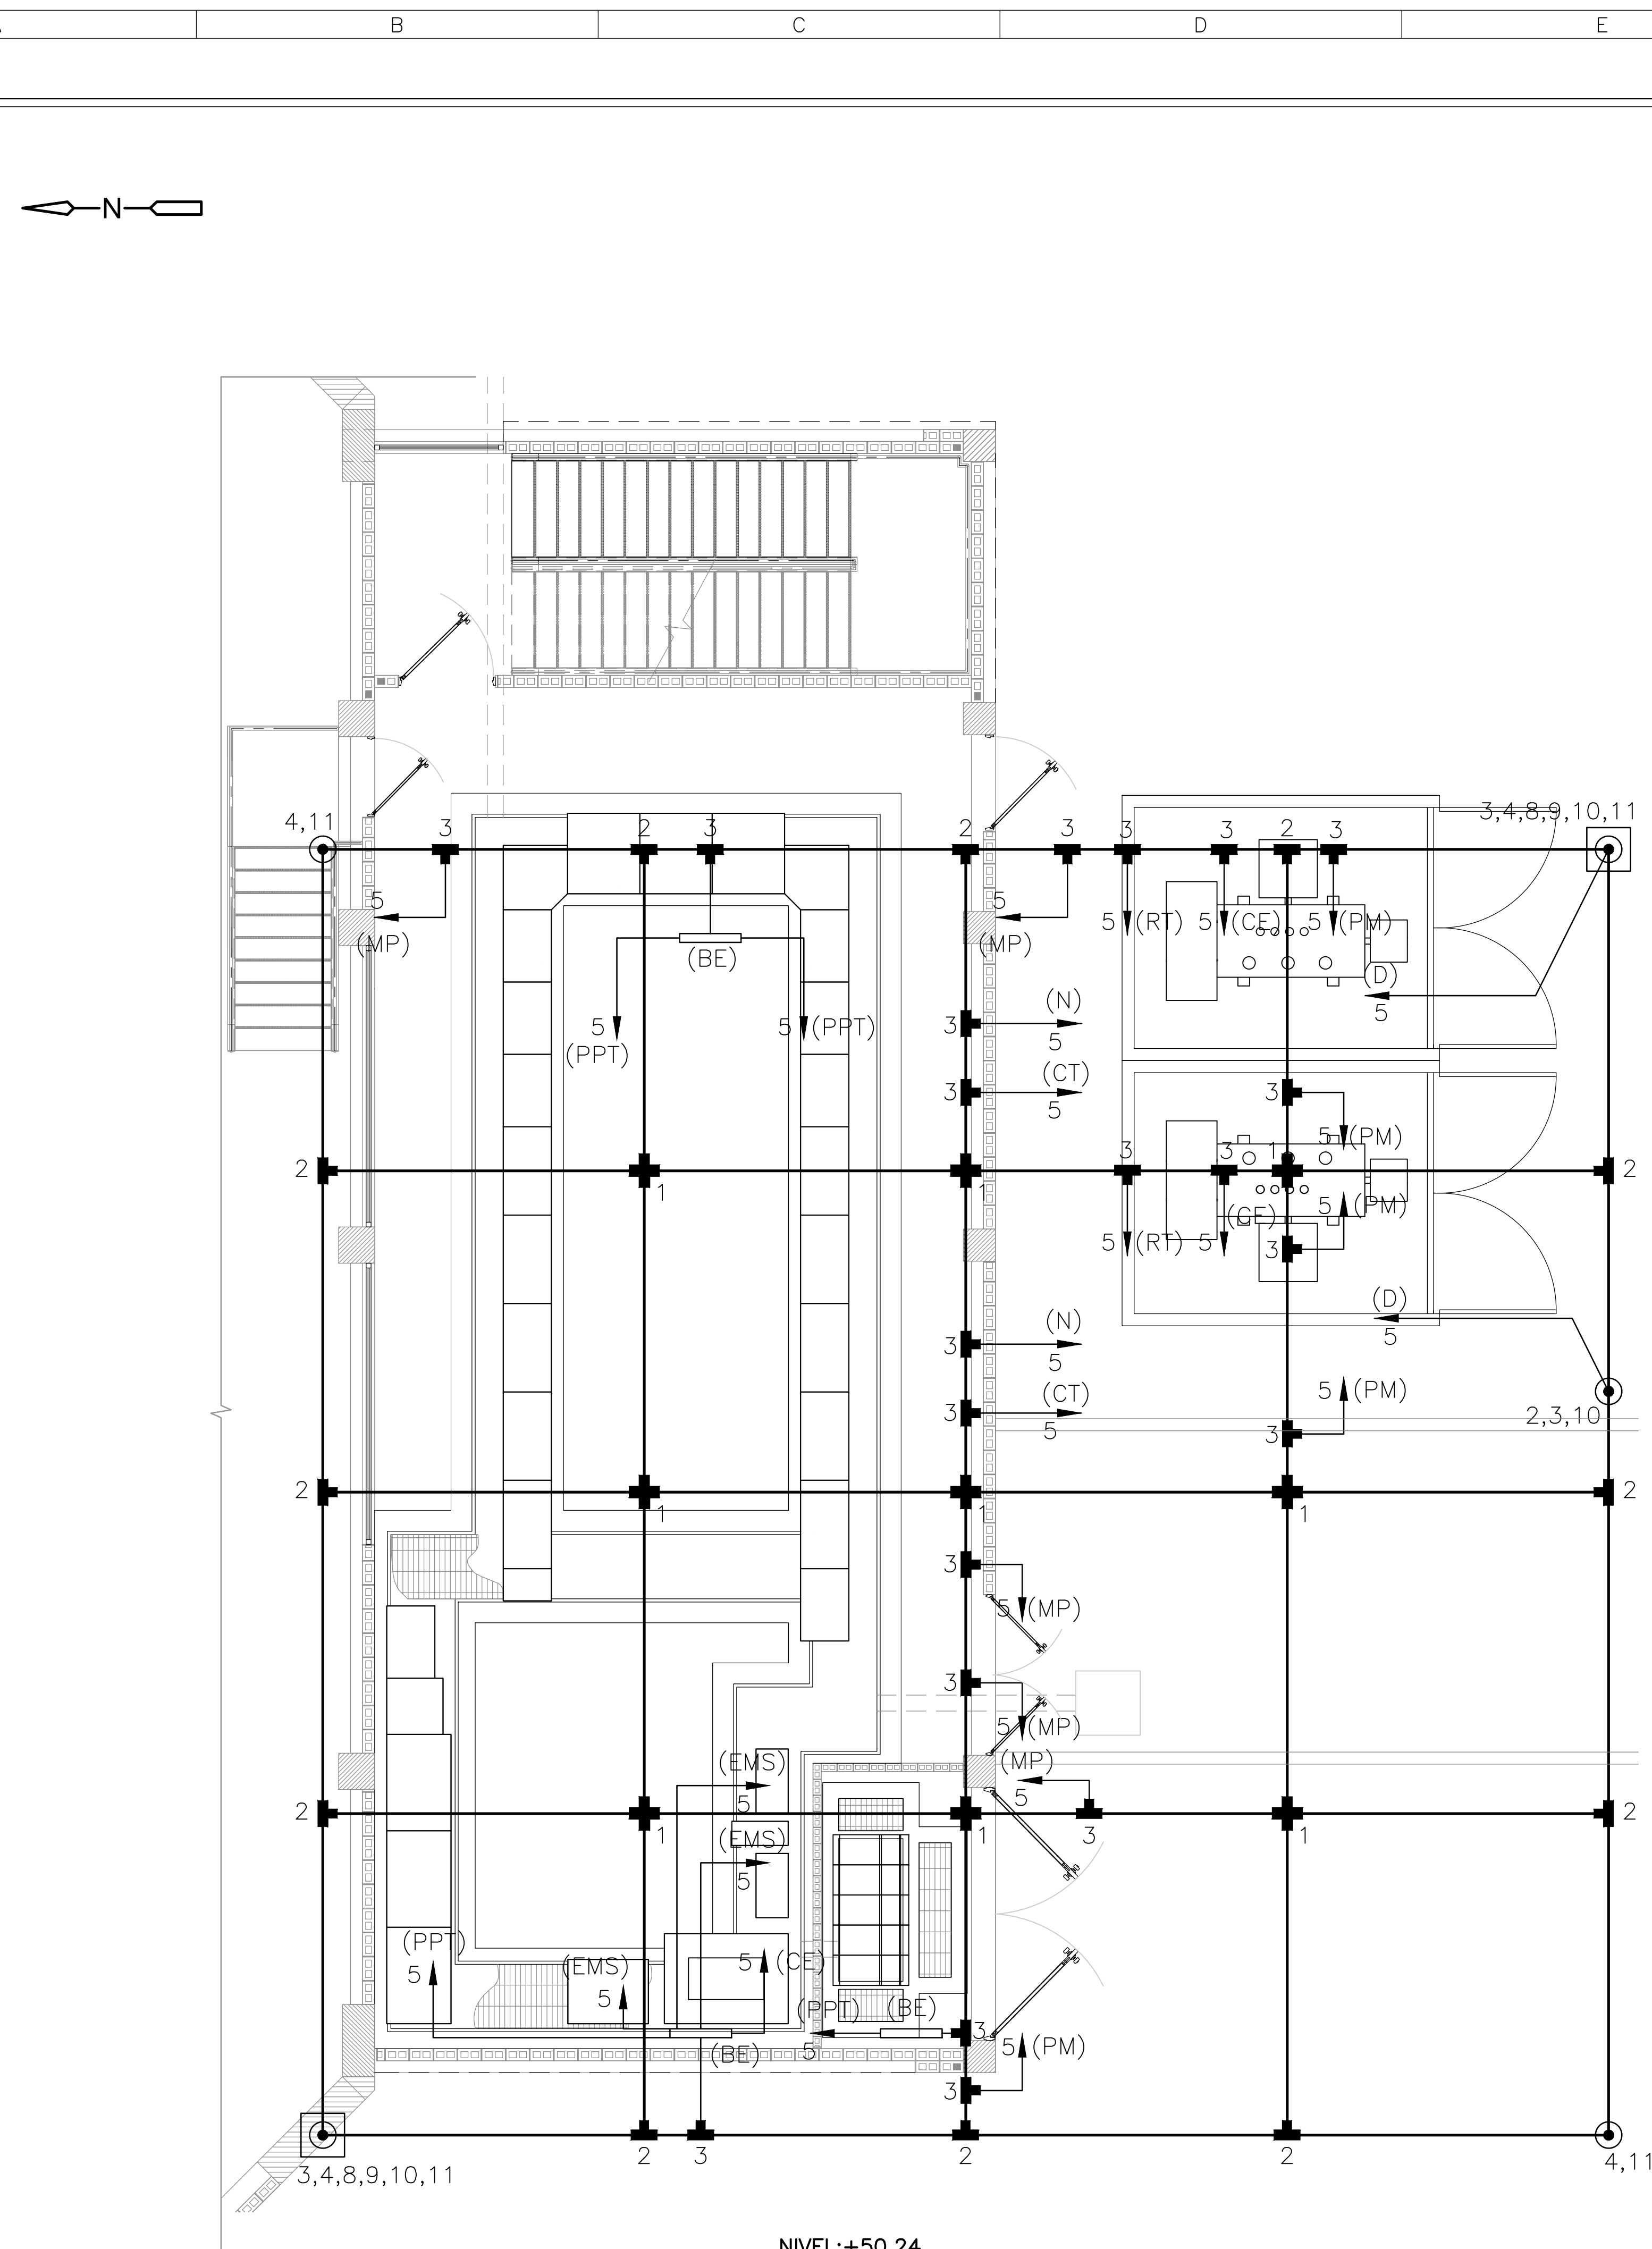 B C D E
N
4,11 3 2 3 2 3 3 3 2 3 3,4,8,9,10,11
5 5 5 (RT) 5 (CE) 5 (PM)
(MP) (BE) (MP) (D)
5
(N)
5 5 (PPT) 3
(PPT) 5
(CT)
3
5
5 (PM)
3
3 3 1
2 1 1 2
5 (PM)
(CE)
5 (RT) 5 3
(D)
(N)
5
3
5
(CT) 5 (PM)
3
2,3,10
5 3
2 2
1 1 1
3
5 (MP)
3
5 (MP)
(EMS) (MP)
5 5
2 2
1 1 3 1
(EMS)
5
(PPT)
(EMS) 5 (CE)
5
5
(PPT) (BE)
3
(BE) 5 5 (PM)
3
2 3 2 2 4,11
3,4,8,9,10,11
NIVEL:+50.24